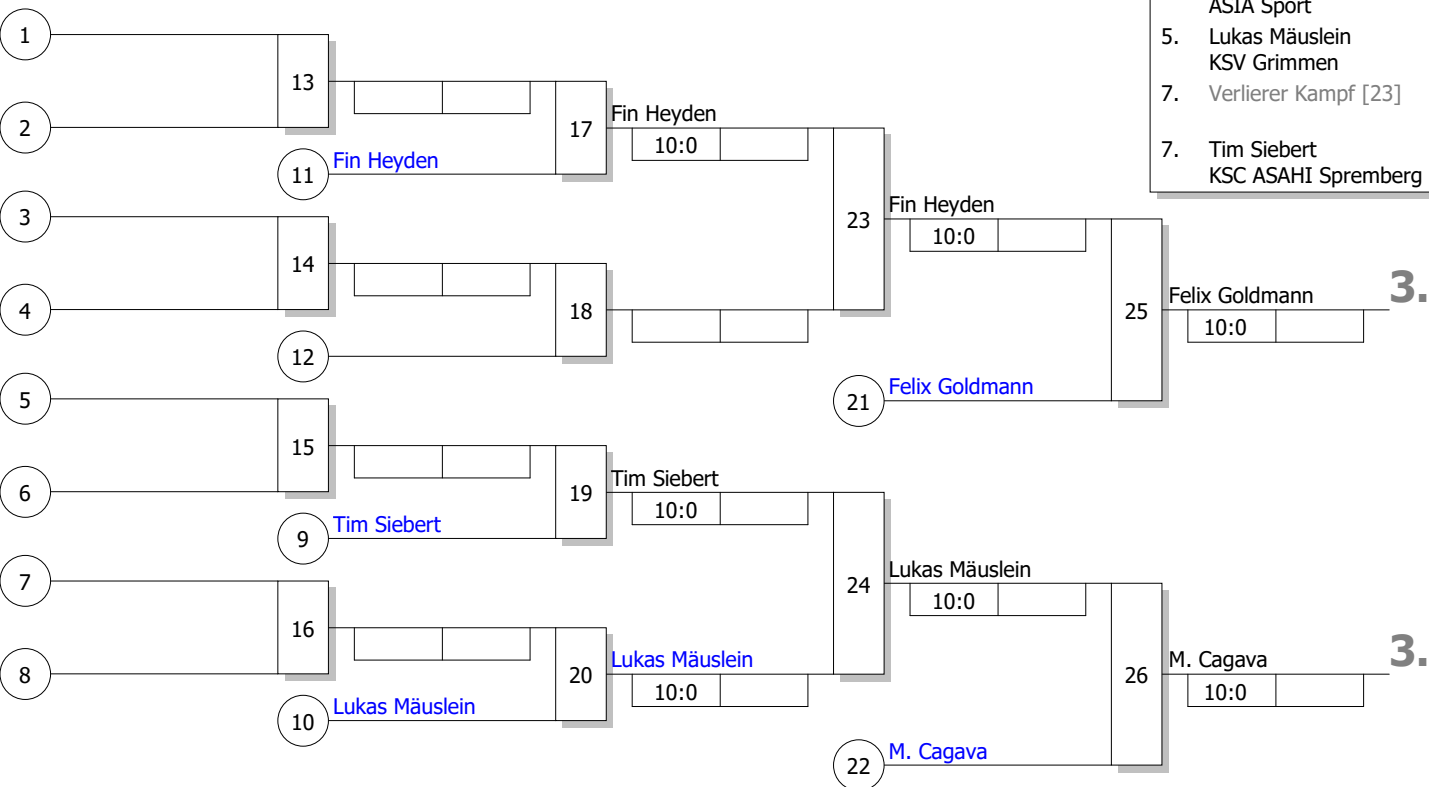 ASIA Sport
5. Lukas Mäuslein
KSV Grimmen
7. Verlierer Kampf [23]
7. Tim Siebert
KSC ASAHI Spremberg
1
13
2
17
Fin Heyden
10:0
11
Fin Heyden
3
14
4
18
12
23
Fin Heyden
10:0
25
Felix Goldmann
10:0
3.
21
Felix Goldmann
5
15
6
19
Tim Siebert
10:0
9
Tim Siebert
7
16
8
20
Lukas Mäuslein
10:0
10
Lukas Mäuslein
24
Lukas Mäuslein
10:0
26
M. Cagava
10:0
3.
22
M. Cagava